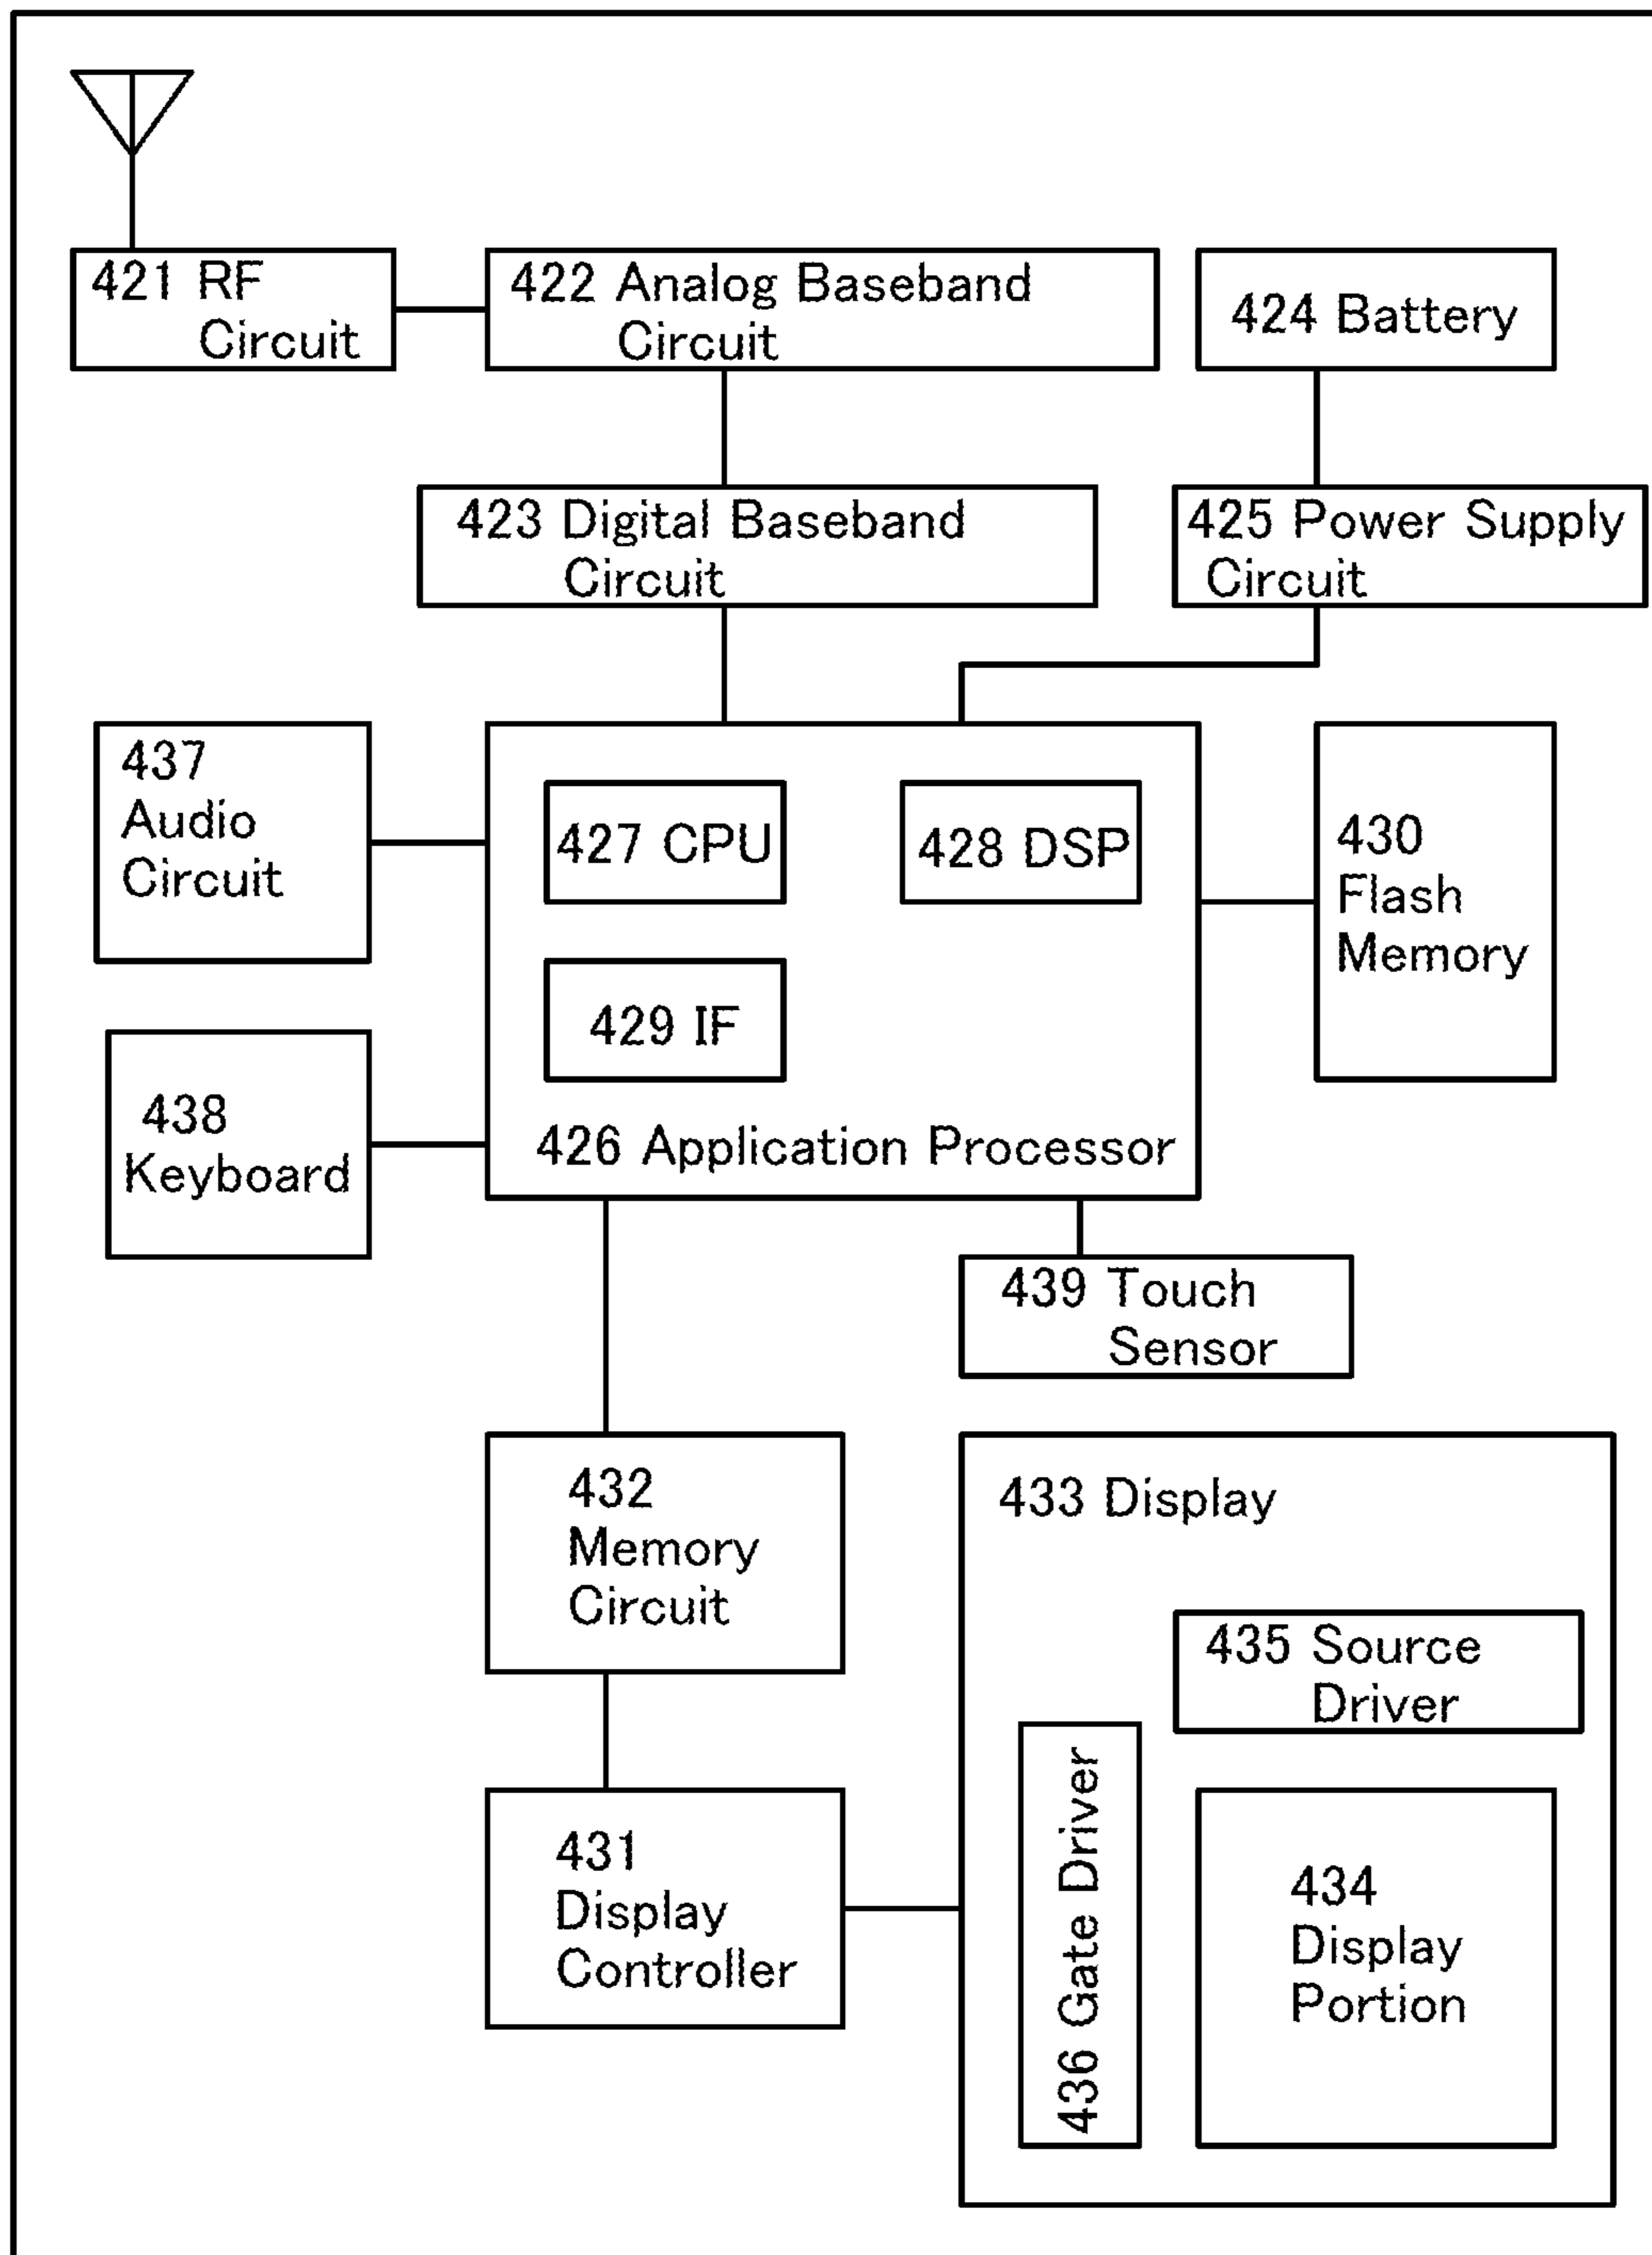 421 RF
Circuit
422 Analog Baseband
Circuit
424 Battery
423 Digital Baseband
Circuit
425 Power Supply
Circuit
437
Audio
Circuit
427 CPU
428 DSP
430
Flash
Memory
429 IF
438
Keyboard
426 Application Processor
439 Touch
Sensor
432
Memory
Circuit
433 Display
435 Source
Driver
431
Display
Controller
436 Gate Driver
434
Display
Portion